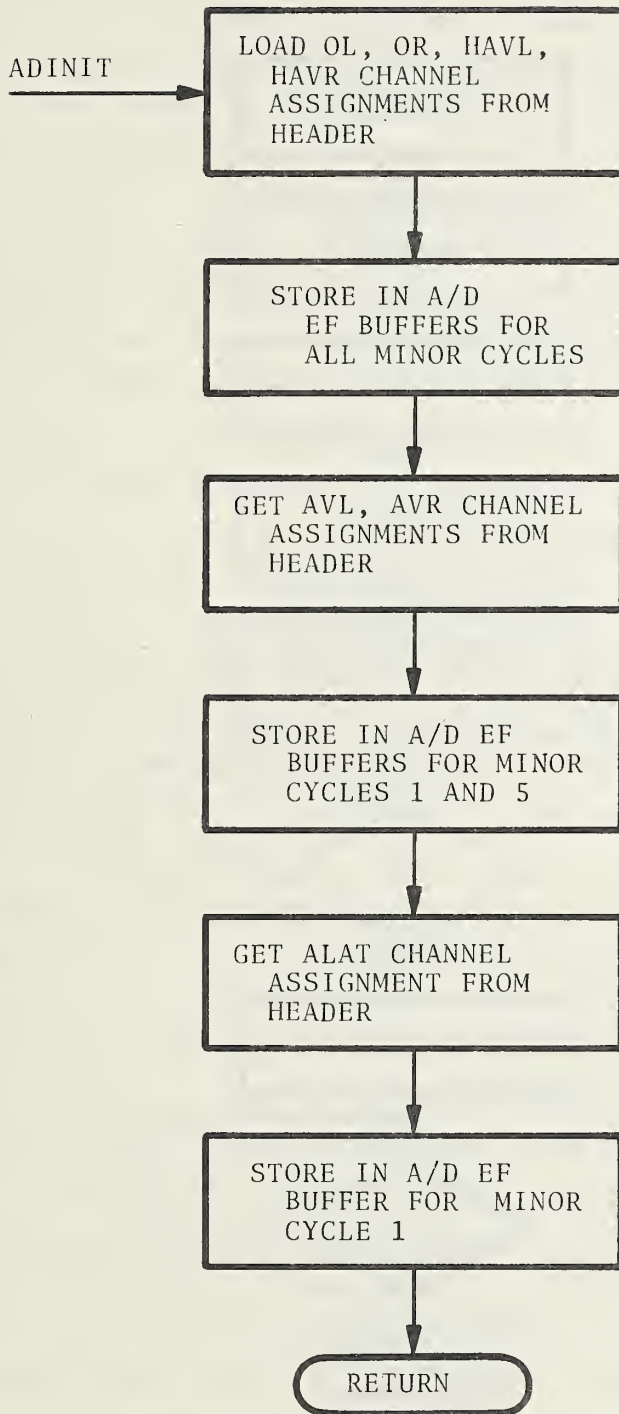 ADINIT
LOAD OL, OR, HAVL,
HAVR CHANNEL
ASSIGNMENTS FROM
HEADER
STORE IN A/D
EF BUFFERS FOR
ALL MINOR CYCLES
GET AVL, AVR CHANNEL
ASSIGNMENTS FROM
HEADER
STORE IN A/D EF
BUFFERS FOR MINOR
CYCLES 1 AND 5
GET ALAT CHANNEL
ASSIGNMENT FROM
HEADER
STORE IN A/D EF
BUFFER FOR MINOR
CYCLE 1
RETURN